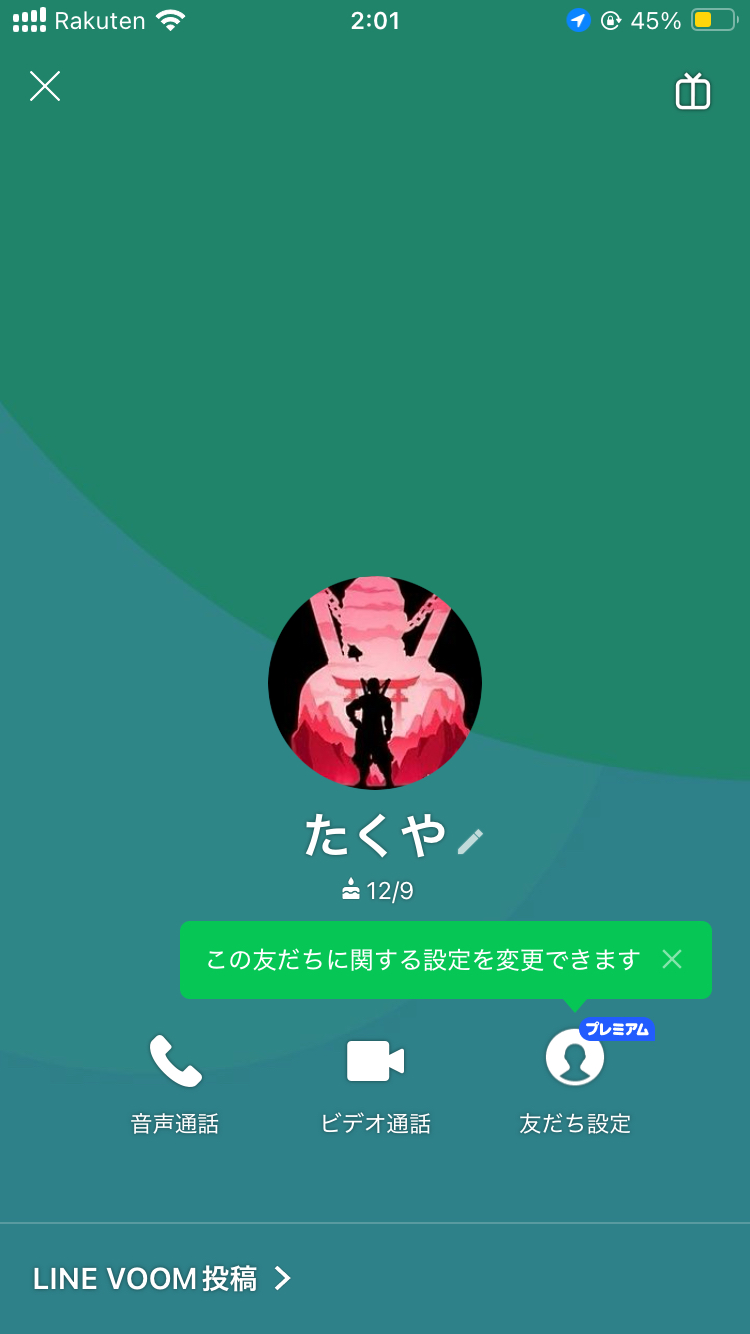 Rakuten 2:01 45%
たくや
12/9
この友だちに関する設定を変更できます
プレミアム
音声通話 ビデオ通話 友だち設定
LINE VOOM投稿